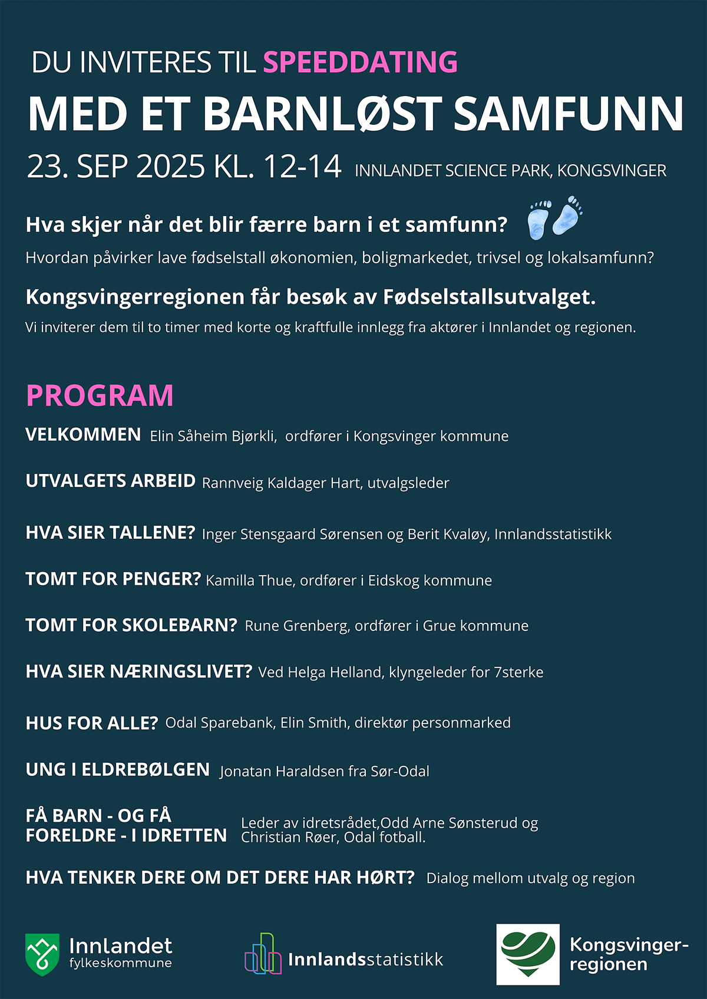 DU INVITERES TIL SPEEDDATING
MED ET BARNLØST SAMFUNN
23. SEP 2025 KL. 12-14 INNLANDET SCIENCE PARK, KONGSVINGER
Hva skjer når det blir færre barn i et samfunn?
Hvordan påvirker lave fødselstall økonomien, boligmarkedet, trivsel og lokalsamfunn?
Kongsvingerregionen får besøk av Fødselstallsutvalget.
Vi inviterer dem til to timer med korte og kraftfulle innlegg fra aktører i Innlandet og regionen.
PROGRAM
VELKOMMEN Elin Såheim Bjørkli, ordfører i Kongsvinger kommune
UTVALGETS ARBEID Rannveig Kaldager Hart, utvalgsleder
HVA SIER TALLENE? Inger Stensgaard Sørensen og Berit Kvaløy, Innlandsstatistikk
TOMT FOR PENGER? Kamilla Thue, ordfører i Eidskog kommune
TOMT FOR SKOLEBARN? Rune Grenberg, ordfører i Grue kommune
HVA SIER NÆRINGSLIVET? Ved Helga Helland, klyngeleder for 7sterke
HUS FOR ALLE? Odal Sparebank, Elin Smith, direktør personmarked
UNG I ELDREBØLGEN Jonatan Haraldsen fra Sør-Odal
FÅ BARN - OG FÅ
FORELDRE - I IDRETTEN
Leder av idretsrådet,Odd Arne Sønsterud og
Christian Røer, Odal fotball.
HVA TENKER DERE OM DET DERE HAR HØRT? Dialog mellom utvalg og region
Innlandet
fylkeskommune
Innlandsstatistikk
Kongsvinger-
regionen